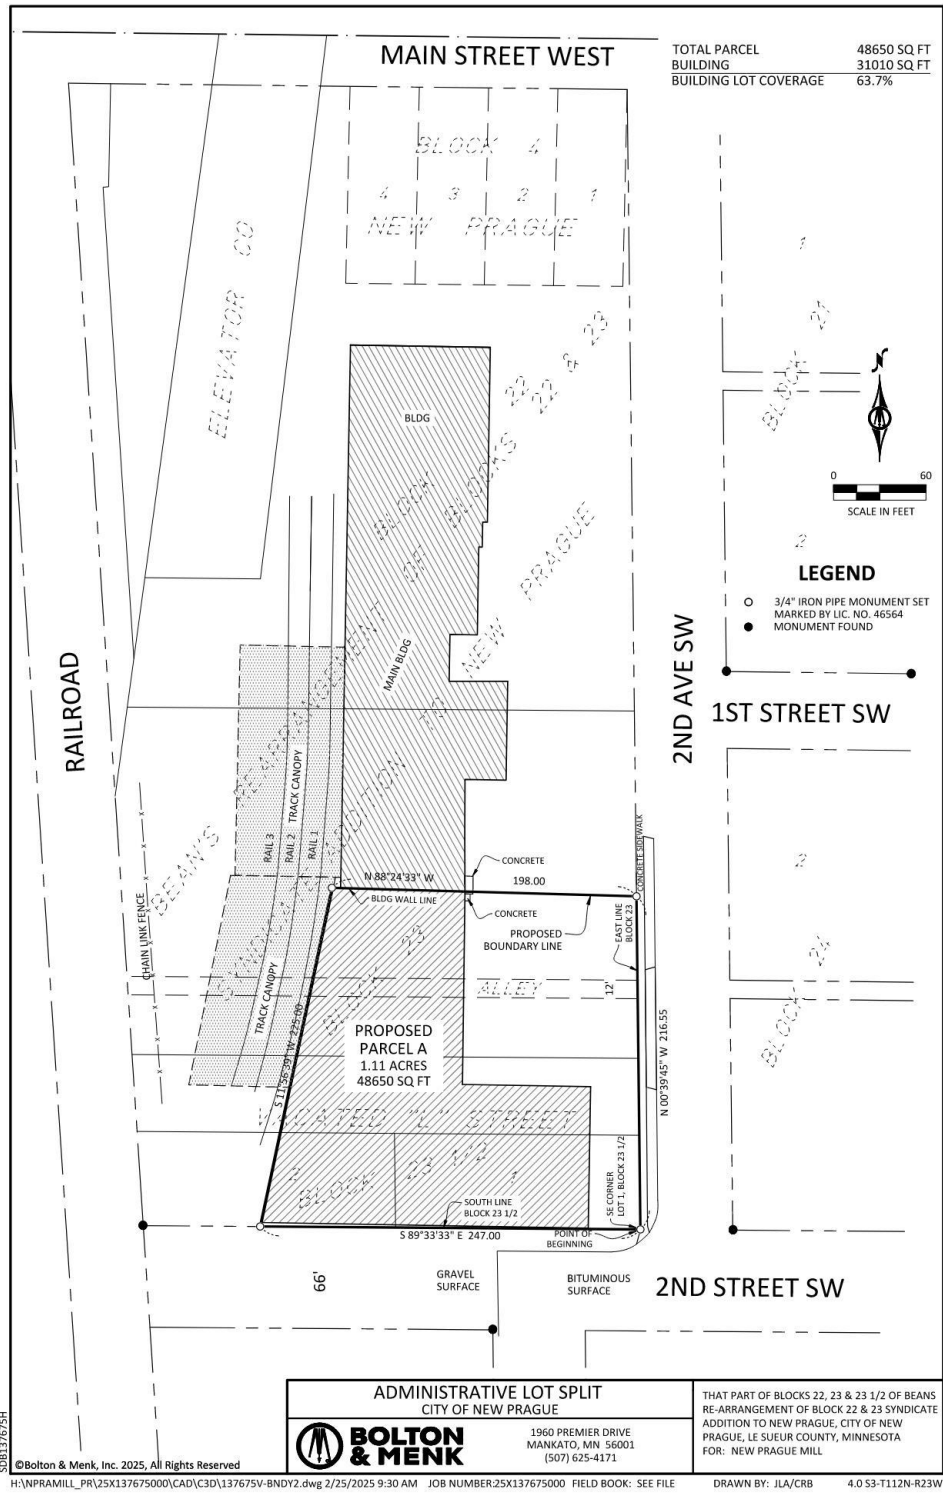 MAIN STREET WEST
TOTAL PARCEL 48650 SQ FT
BUILDING 31010 SQ FT
BUILDING LOT COVERAGE 63.7%
BLOCK 4
4 3 2 1
NEW PRAGUE
ELEVATOR CO
1
BLOCK 21
N
0 60
SCALE IN FEET
BLDG
2
LEGEND
3/4" IRON PIPE MONUMENT SET
MARKED BY LIC. NO. 46564
MONUMENT FOUND
BEAN'S REARRANGEMENT OF BLOCK 22
SYNDICATE ADDITION TO NEW PRAGUE
BLOCKS 22 & 23
MAIN BLDG
RAILROAD
2ND AVE SW
1ST STREET SW
TRACK CANOPY
RAIL 3
RAIL 2
RAIL 1
CONCRETE SIDEWALK
2
CONCRETE
N 88°24'33" W 198.00
BLDG WALL LINE
CONCRETE
PROPOSED
BOUNDARY LINE
EAST LINE
BLOCK 23
CHAIN LINK FENCE
BLOCK 23
BLOCK 24
ALLEY
12'
TRACK CANOPY
S 11°56'39" W 225.00
PROPOSED
PARCEL A
1.11 ACRES
48650 SQ FT
N 00°39'45" W 216.55
VACATED "L" STREET
2
BLOCK 23 1/2
1
SE CORNER
LOT 1, BLOCK 23 1/2
SOUTH LINE
BLOCK 23 1/2
S 89°33'33" E 247.00
POINT OF
BEGINNING
66'
GRAVEL
SURFACE
BITUMINOUS
SURFACE
2ND STREET SW
ADMINISTRATIVE LOT SPLIT
CITY OF NEW PRAGUE
BOLTON
& MENK
1960 PREMIER DRIVE
MANKATO, MN 56001
(507) 625-4171
THAT PART OF BLOCKS 22, 23 & 23 1/2 OF BEANS
RE-ARRANGEMENT OF BLOCK 22 & 23 SYNDICATE
ADDITION TO NEW PRAGUE, CITY OF NEW
PRAGUE, LE SUEUR COUNTY, MINNESOTA
FOR: NEW PRAGUE MILL
SDB137675H
©Bolton & Menk, Inc. 2025, All Rights Reserved
H:\NPRAMILL_PR\25X137675000\CAD\C3D\137675V-BNDY2.dwg 2/25/2025 9:30 AM JOB NUMBER:25X137675000 FIELD BOOK: SEE FILE DRAWN BY: JLA/CRB 4.0 S3-T112N-R23W